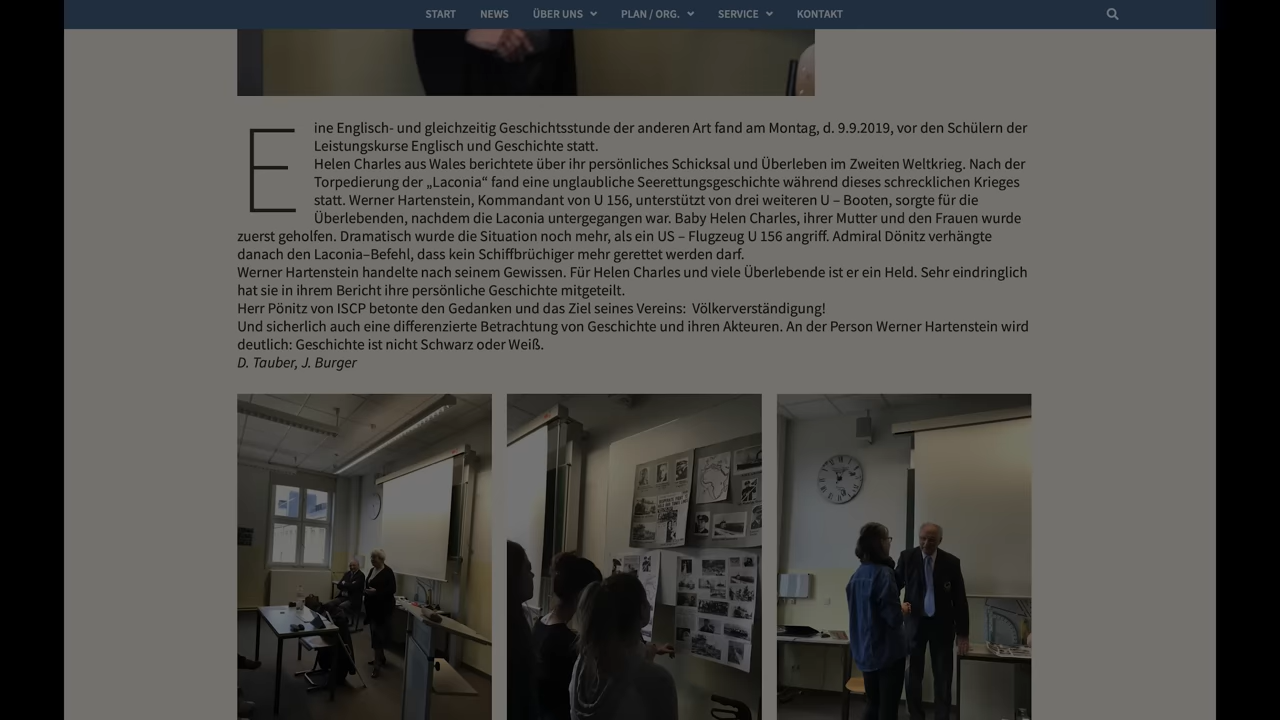 START NEWS ÜBER UNS PLAN / ORG. SERVICE KONTAKT
Eine Englisch- und gleichzeitig Geschichtsstunde der anderen Art fand am Montag, d. 9.9.2019, vor den Schülern der
Leistungskurse Englisch und Geschichte statt.
Helen Charles aus Wales berichtete über ihr persönliches Schicksal und Überleben im Zweiten Weltkrieg. Nach der
Torpedierung der „Laconia“ fand eine unglaubliche Seerettungsgeschichte während dieses schrecklichen Krieges
statt. Werner Hartenstein, Kommandant von U 156, unterstützt von drei weiteren U – Booten, sorgte für die
Überlebenden, nachdem die Laconia untergegangen war. Baby Helen Charles, ihrer Mutter und den Frauen wurde
zuerst geholfen. Dramatisch wurde die Situation noch mehr, als ein US – Flugzeug U 156 angriff. Admiral Dönitz verhängte
danach den Laconia–Befehl, dass kein Schiffbrüchiger mehr gerettet werden darf.
Werner Hartenstein handelte nach seinem Gewissen. Für Helen Charles und viele Überlebende ist er ein Held. Sehr eindringlich
hat sie in ihrem Bericht ihre persönliche Geschichte mitgeteilt.
Herr Pönitz von ISCP betonte den Gedanken und das Ziel seines Vereins: Völkerverständigung!
Und sicherlich auch eine differenzierte Betrachtung von Geschichte und ihren Akteuren. An der Person Werner Hartenstein wird
deutlich: Geschichte ist nicht Schwarz oder Weiß.
D. Tauber, J. Burger